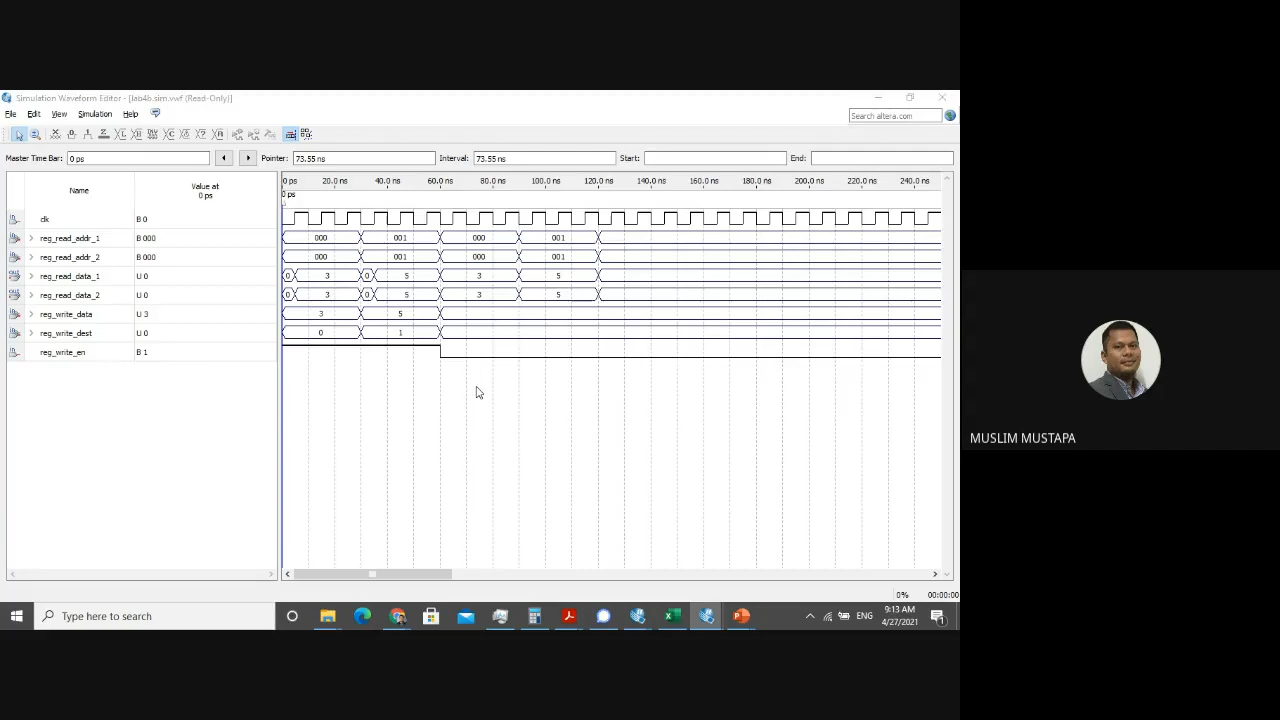 Simulation Waveform Editor - [lab4b.sim.vwf (Read-Only)]
File Edit View Simulation Help
Search altera.com
Master Time Bar: 0 ps Pointer: 73.55 ns Interval: 73.55 ns Start: End:
Name Value at 0 ps
0 ps 20.0 ns 40.0 ns 60.0 ns 80.0 ns 100.0 ns 120.0 ns 140.0 ns 160.0 ns 180.0 ns 200.0 ns 220.0 ns 240.0 ns
0 ps
clk B 0
reg_read_addr_1 B 000 000 001 000 001
reg_read_addr_2 B 000 000 001 000 001
reg_read_data_1 U 0 0 3 0 5 3 5
reg_read_data_2 U 0 0 3 0 5 3 5
reg_write_data U 3 3 5
reg_write_dest U 0 0 1
reg_write_en B 1
MUSLIM MUSTAPA
0% 00:00:00
Type here to search
ENG
9:13 AM
4/27/2021
1